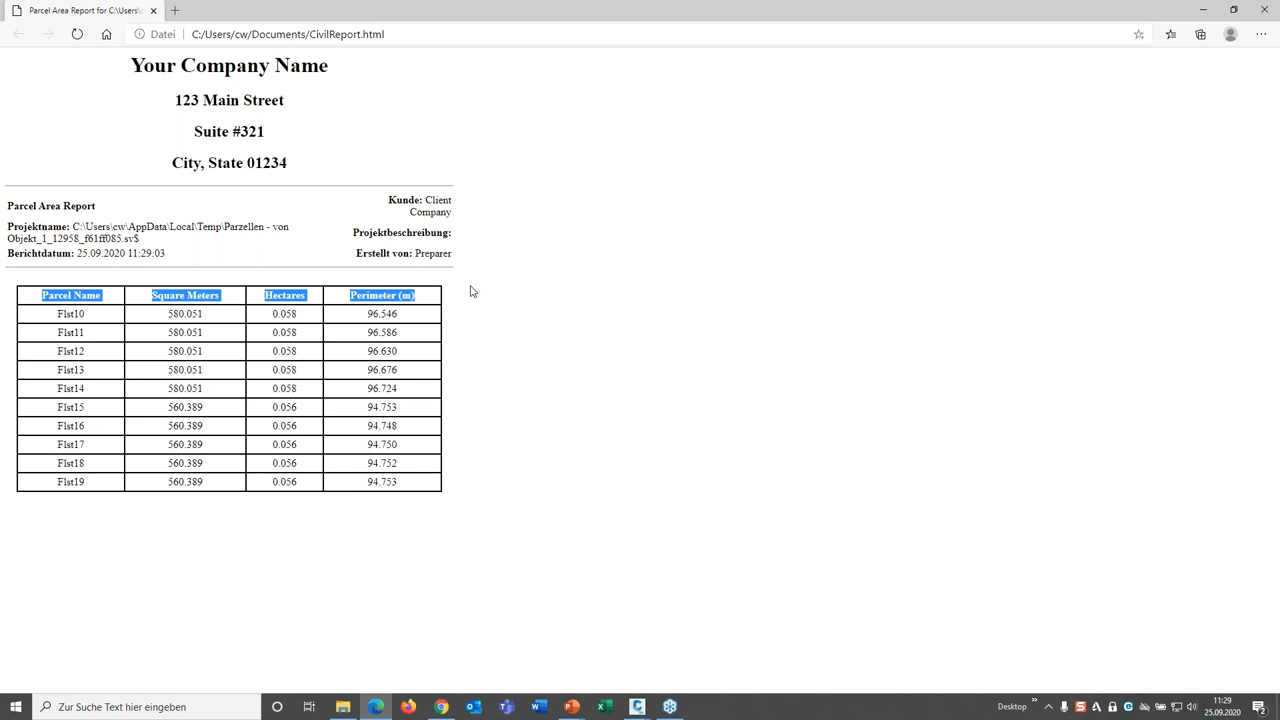 Parcel Area Report for C:\Users\
Datei
C:/Users/cw/Documents/CivilReport.html
Your Company Name
123 Main Street
Suite #321
City, State 01234
Parcel Area Report
Projektname: C:\Users\cw\AppData\Local\Temp\Parzellen - von
Objekt_1_12958_f61ff085.sv$
Berichtdatum: 25.09.2020 11:29:03
Kunde: Client
Company
Projektbeschreibung:
Erstellt von: Preparer
Parcel Name Square Meters Hectares Perimeter (m)
Flst10 580.051 0.058 96.546
Flst11 580.051 0.058 96.586
Flst12 580.051 0.058 96.630
Flst13 580.051 0.058 96.676
Flst14 580.051 0.058 96.724
Flst15 560.389 0.056 94.753
Flst16 560.389 0.056 94.748
Flst17 560.389 0.056 94.750
Flst18 560.389 0.056 94.752
Flst19 560.389 0.056 94.753
Zur Suche Text hier eingeben
Desktop
11:29
25.09.2020
2